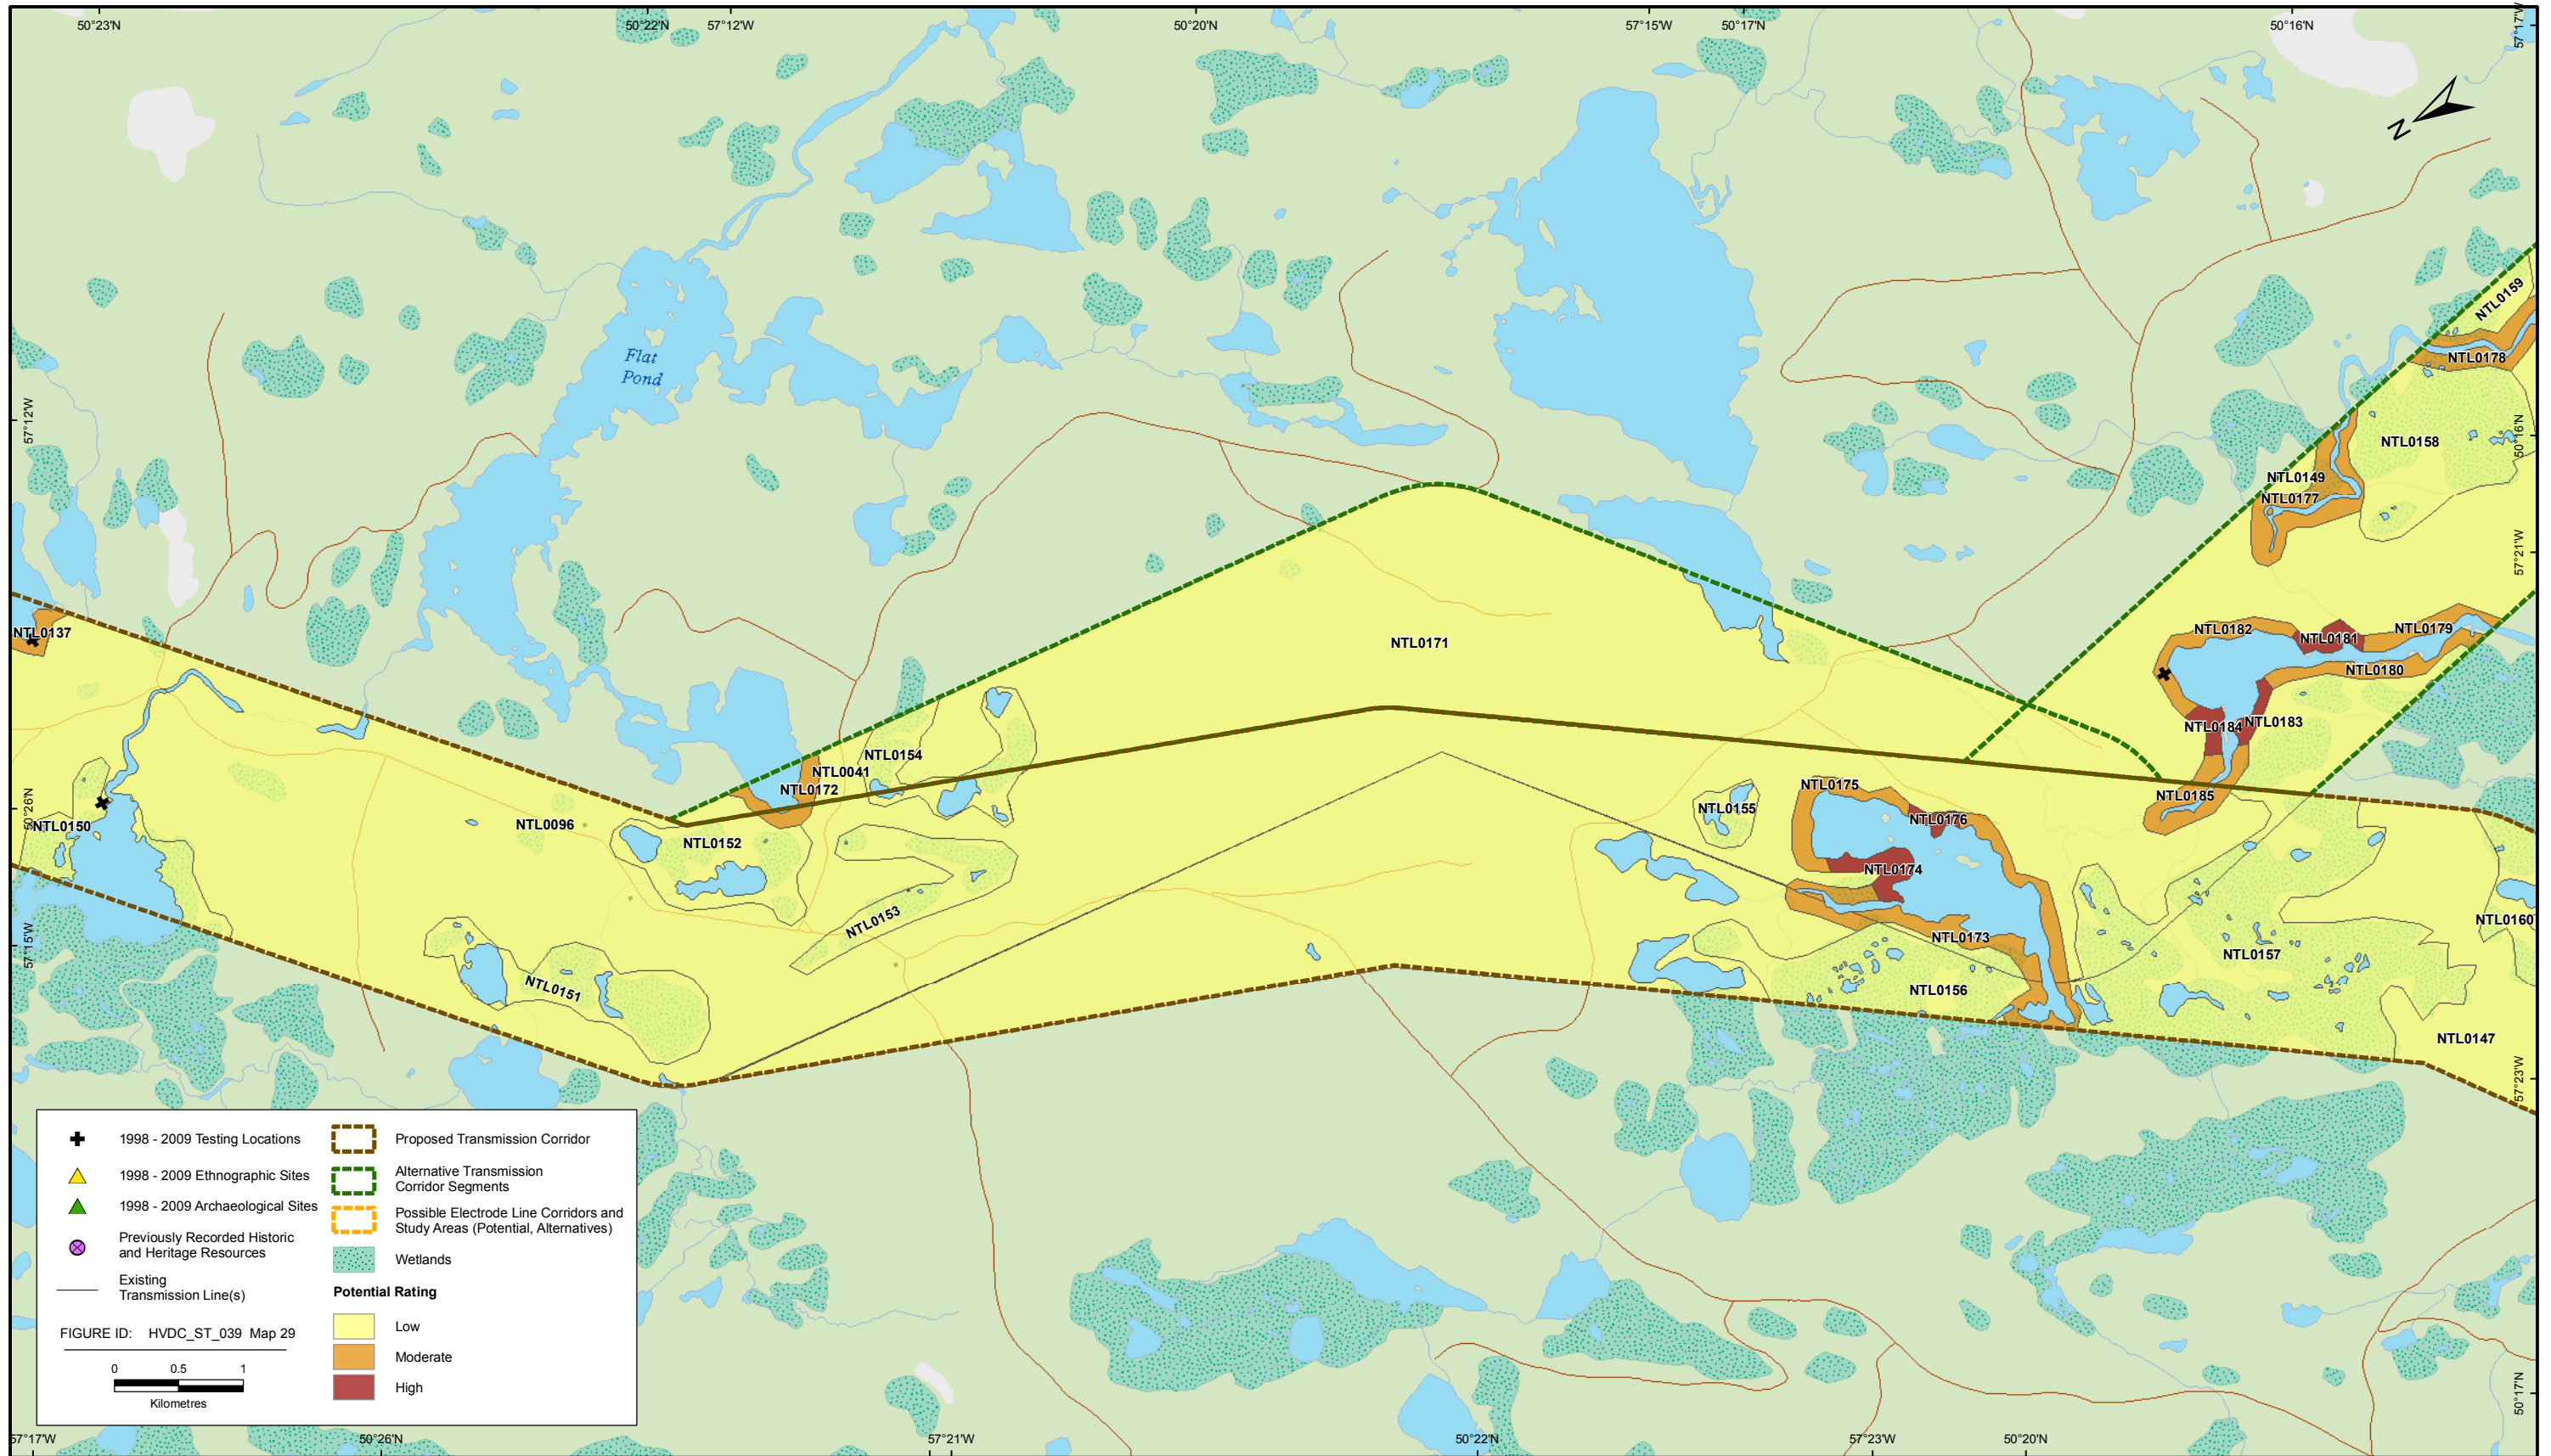 50°23'N
50°22'N
57°12'W
50°20'N
57°15'W
50°17'N
50°16'N
57°17'W
N
NTL0159
Flat
Pond
NTL0178
57°12'W
50°16'N
NTL0158
NTL0149
NTL0177
57°21'W
NTL0137
NTL0171
NTL0182
NTL0181
NTL0179
NTL0180
NTL0184
NTL0183
NTL0154
NTL0041
NTL0172
NTL0175
NTL0185
50°26'N
NTL0150
NTL0096
NTL0155
NTL0176
NTL0152
NTL0174
NTL0153
NTL0160
57°15'W
NTL0173
NTL0157
NTL0151
NTL0156
NTL0147
57°23'W
1998 - 2009 Testing Locations
1998 - 2009 Ethnographic Sites
1998 - 2009 Archaeological Sites
Previously Recorded Historic
and Heritage Resources
Existing
Transmission Line(s)
FIGURE ID: HVDC_ST_039 Map 29
0 0.5 1
Kilometres
Proposed Transmission Corridor
Alternative Transmission
Corridor Segments
Possible Electrode Line Corridors and
Study Areas (Potential, Alternatives)
Wetlands
Potential Rating
Low
Moderate
High
50°17'N
57°17'W
50°26'N
57°21'W
50°22'N
57°23'W
50°20'N